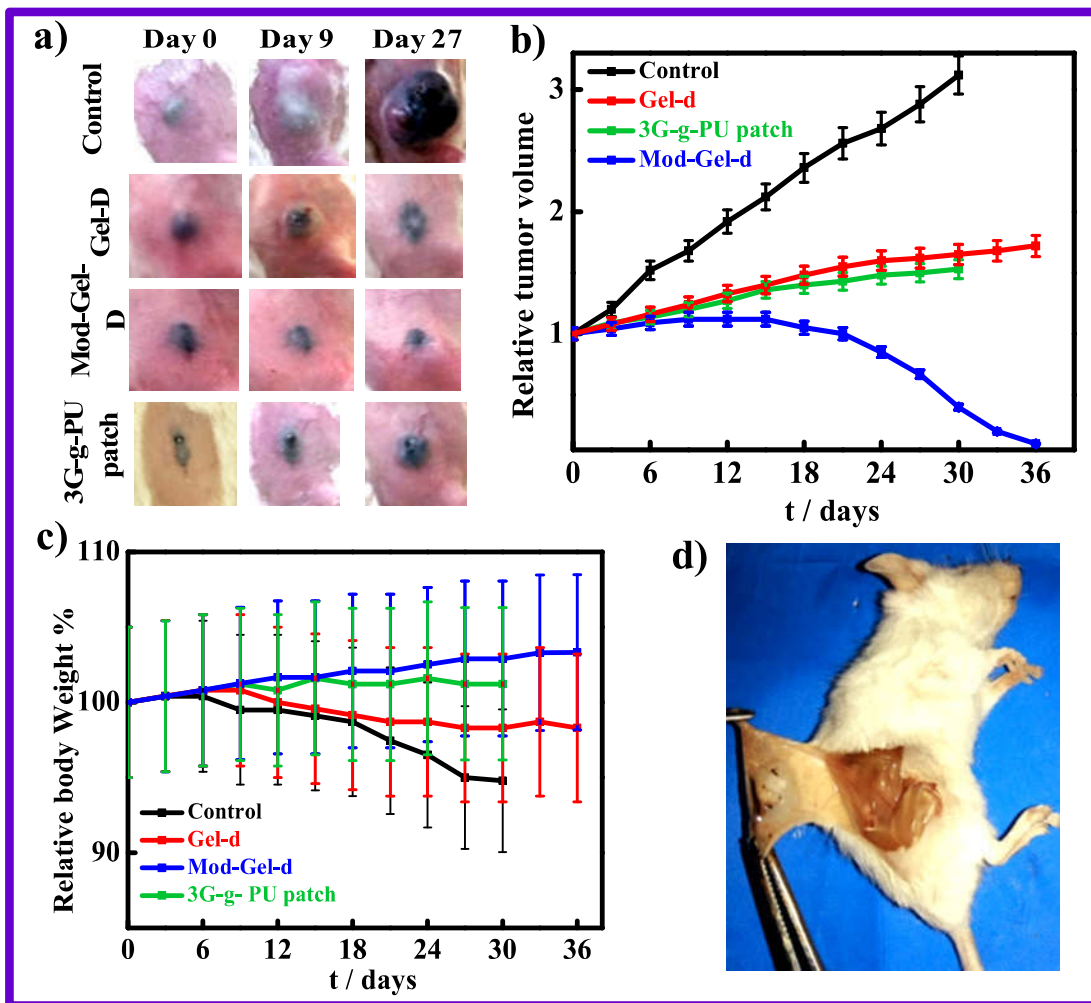 a)
Day 0 Day 9 Day 27
Control
Gel-D
Mod-Gel-
D
3G-g-PU
patch
b)
Relative tumor volume
3
2
1
Control
Gel-d
3G-g-PU patch
Mod-Gel-d
0 6 12 18 24 30 36
t / days
c)
Relative body Weight %
110
100
90
Control
Gel-d
Mod-Gel-d
3G-g- PU patch
0 6 12 18 24 30 36
t / days
d)